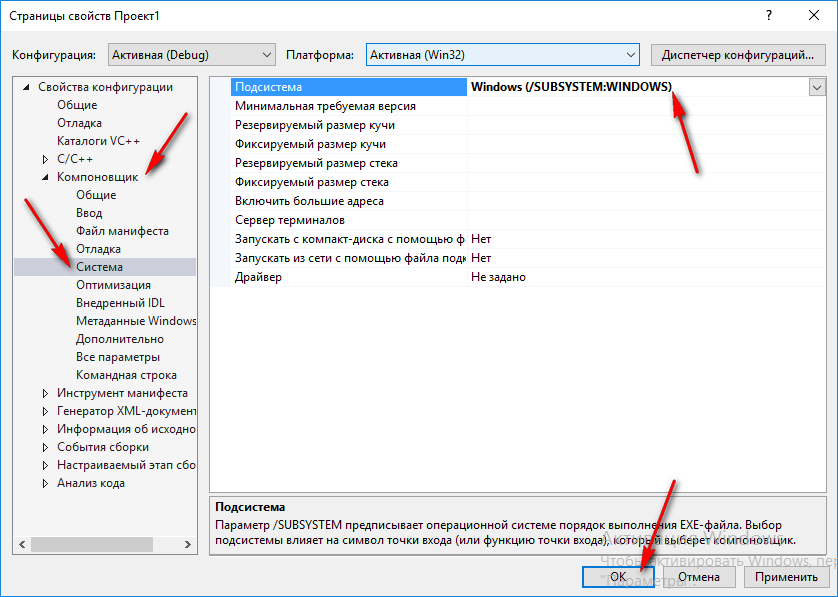 Страницы свойств Проект1
?
Конфигурация: Активная (Debug) Платформа: Активная (Win32) Диспетчер конфигураций...
Свойства конфигурации
Общие
Отладка
Каталоги VC++
C/C++
Компоновщик
Общие
Ввод
Файл манифеста
Отладка
Система
Оптимизация
Внедренный IDL
Метаданные Windows
Дополнительно
Все параметры
Командная строка
Инструмент манифеста
Генератор XML-документ
Информация об исходно
События сборки
Настраиваемый этап сбо
Анализ кода
Подсистема Windows (/SUBSYSTEM:WINDOWS)
Минимальная требуемая версия
Резервируемый размер кучи
Фиксируемый размер кучи
Резервируемый размер стека
Фиксируемый размер стека
Включить большие адреса
Сервер терминалов
Запускать с компакт-диска с помощью ф Нет
Запускать из сети с помощью файла подк Нет
Драйвер Не задано
Подсистема
Параметр /SUBSYSTEM предписывает операционной системе порядок выполнения EXE-файла. Выбор
подсистемы влияет на символ точки входа (или функцию точки входа), который выберет компоновщик.
Активация Windows
Чтобы активировать Windows, пер
"Параметры".
OK Отмена Применить